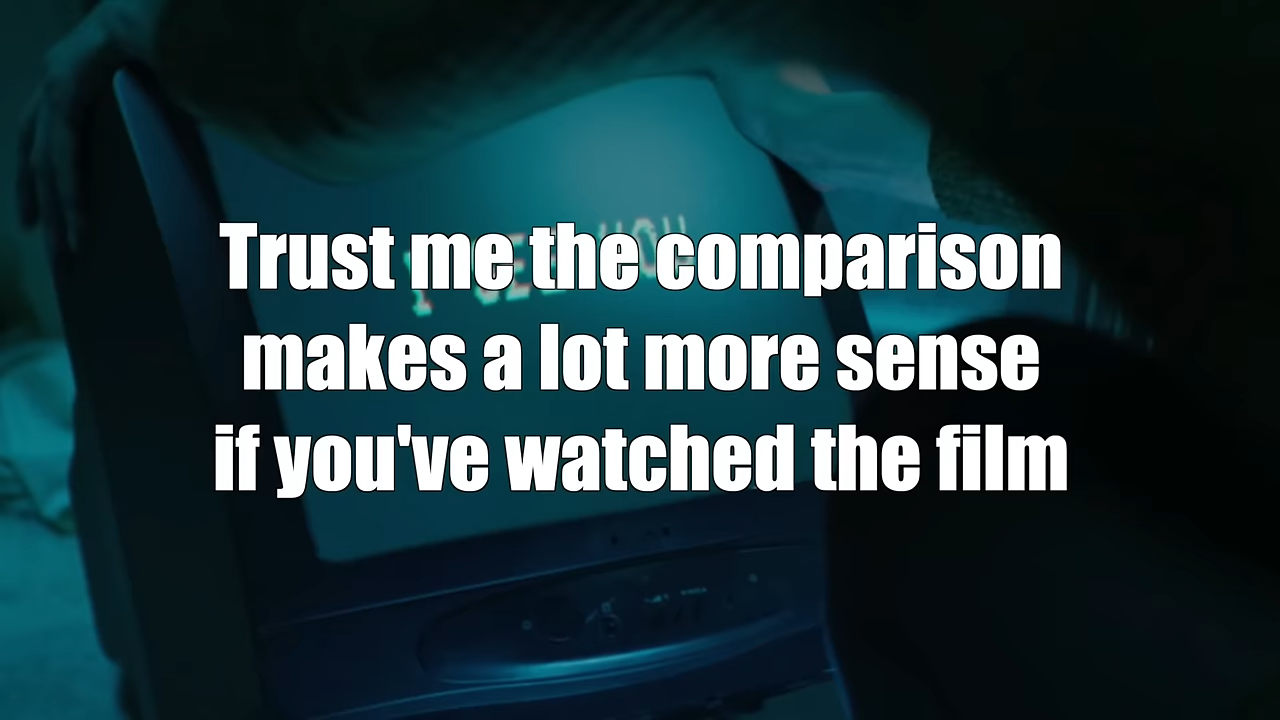 Trust me the comparison
makes a lot more sense
if you've watched the film